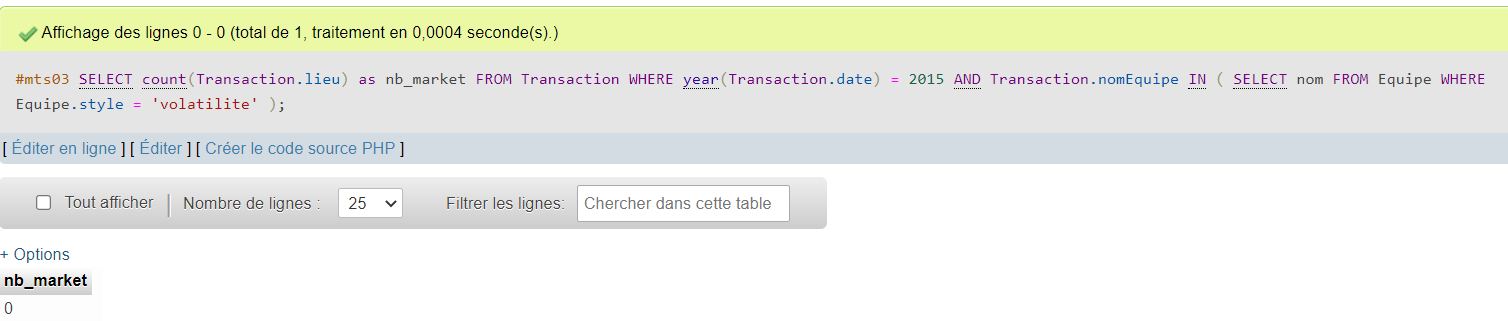 Affichage des lignes 0 - 0 (total de 1, traitement en 0,0004 seconde(s).)
#mts03 SELECT count(Transaction.lieu) as nb_market FROM Transaction WHERE year(Transaction.date) = 2015 AND Transaction.nomEquipe IN ( SELECT nom FROM Equipe WHERE
Equipe.style = 'volatilite' );
[ Éditer en ligne ] [ Éditer ] [ Créer le code source PHP ]
Tout afficher | Nombre de lignes : 25 Filtrer les lignes: Chercher dans cette table
+ Options
nb_market
0